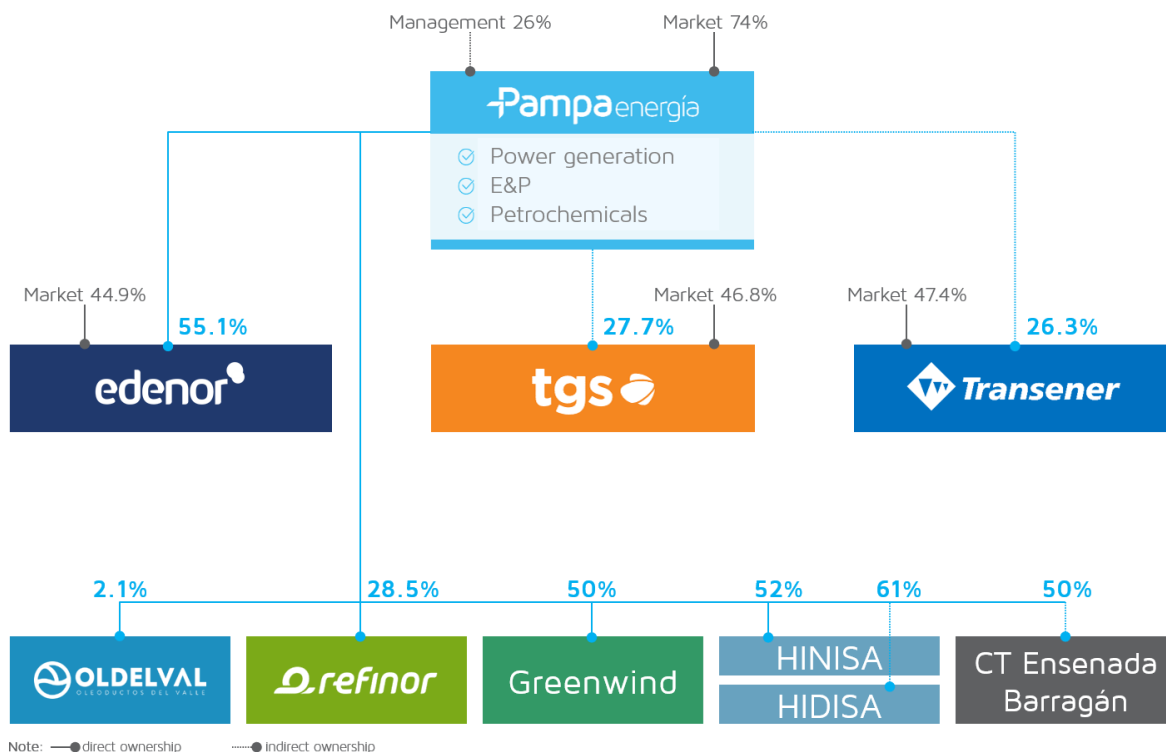 Management 26%
Market 74%
Pampa energía
Power generation
E&P
Petrochemicals
Market 44.9%
55.1%
27.7%
Market 46.8%
Market 47.4%
26.3%
edenor
tgs
Transener
2.1%
28.5%
50%
52%
61%
50%
OLDELVAL
OLEODUCTOS DEL VALLE
refinor
Greenwind
HINISA
HIDISA
CT Ensenada
Barragán
Note: direct ownership indirect ownership